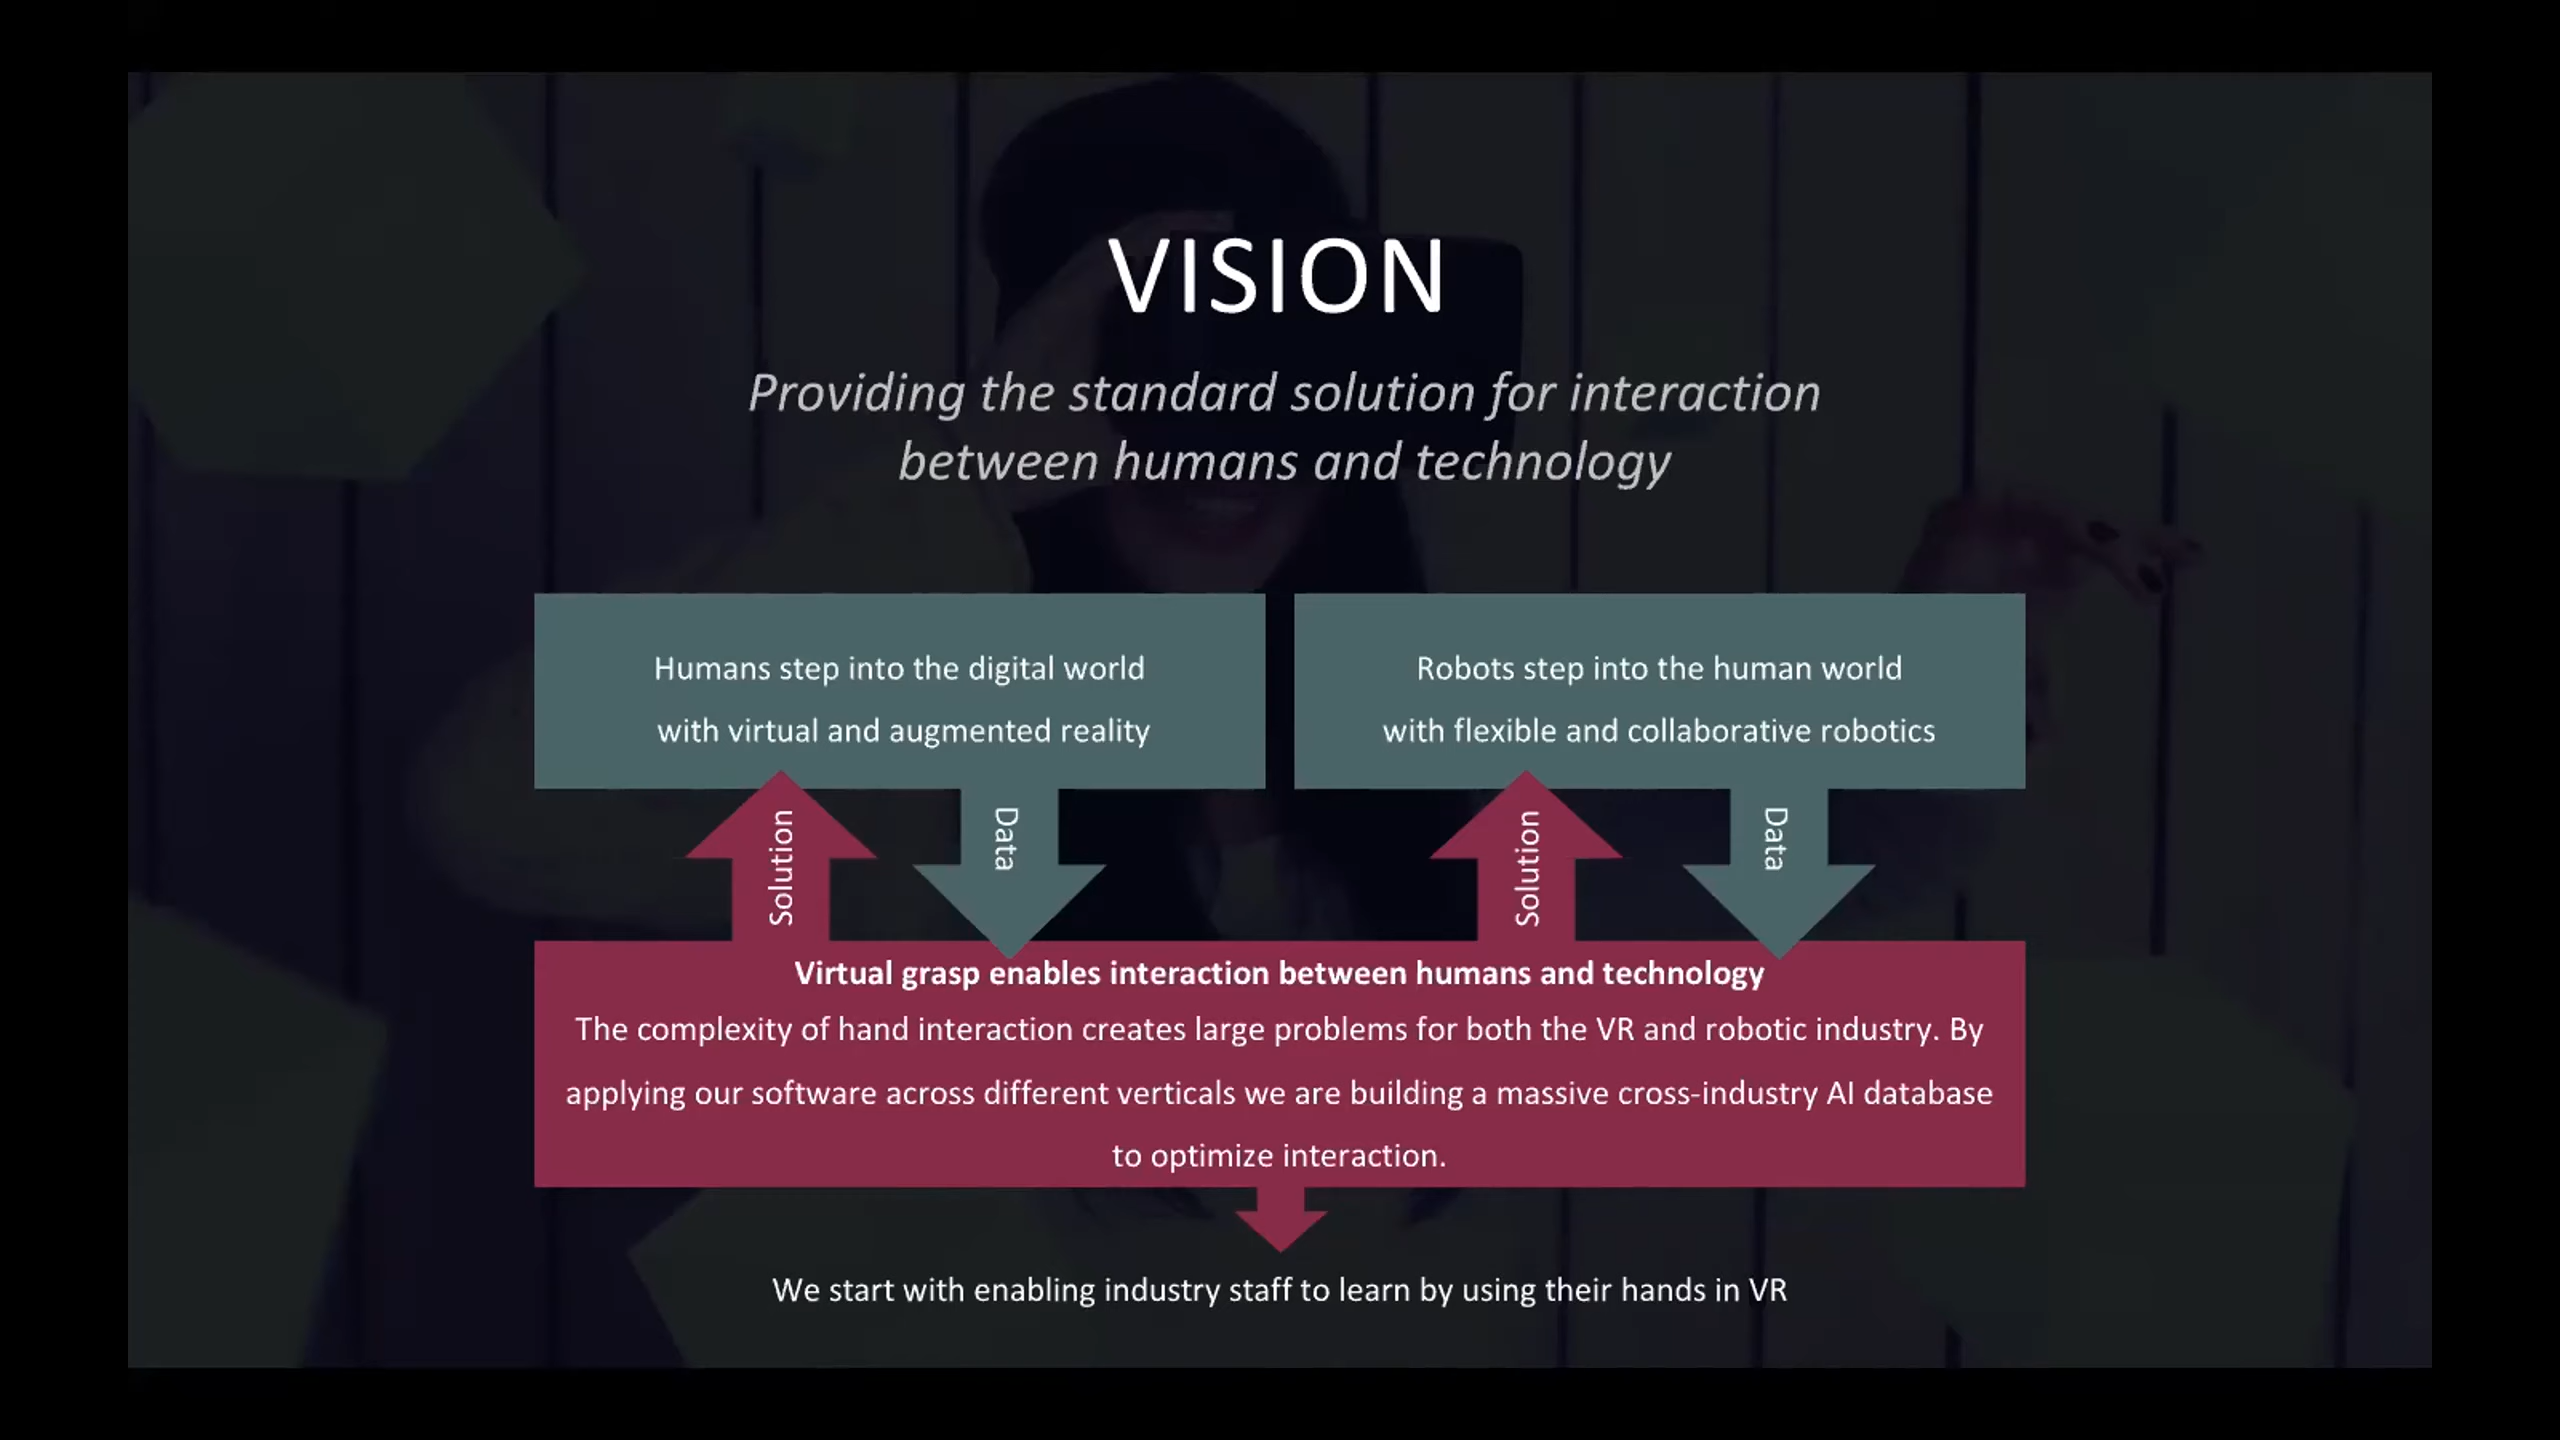 VISION
Providing the standard solution for interaction
between humans and technology
Humans step into the digital world
with virtual and augmented reality
Robots step into the human world
with flexible and collaborative robotics
Solution
Data
Solution
Data
Virtual grasp enables interaction between humans and technology
The complexity of hand interaction creates large problems for both the VR and robotic industry. By
applying our software across different verticals we are building a massive cross-industry AI database
to optimize interaction.
We start with enabling industry staff to learn by using their hands in VR